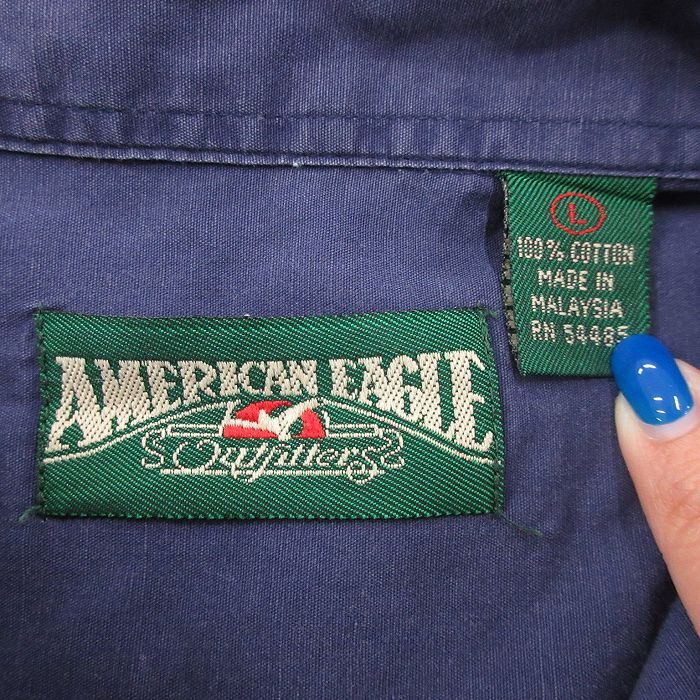 AMERICAN EAGLE
Outfitters
L
100% COTTON
MADE IN
MALAYSIA
RN 54485